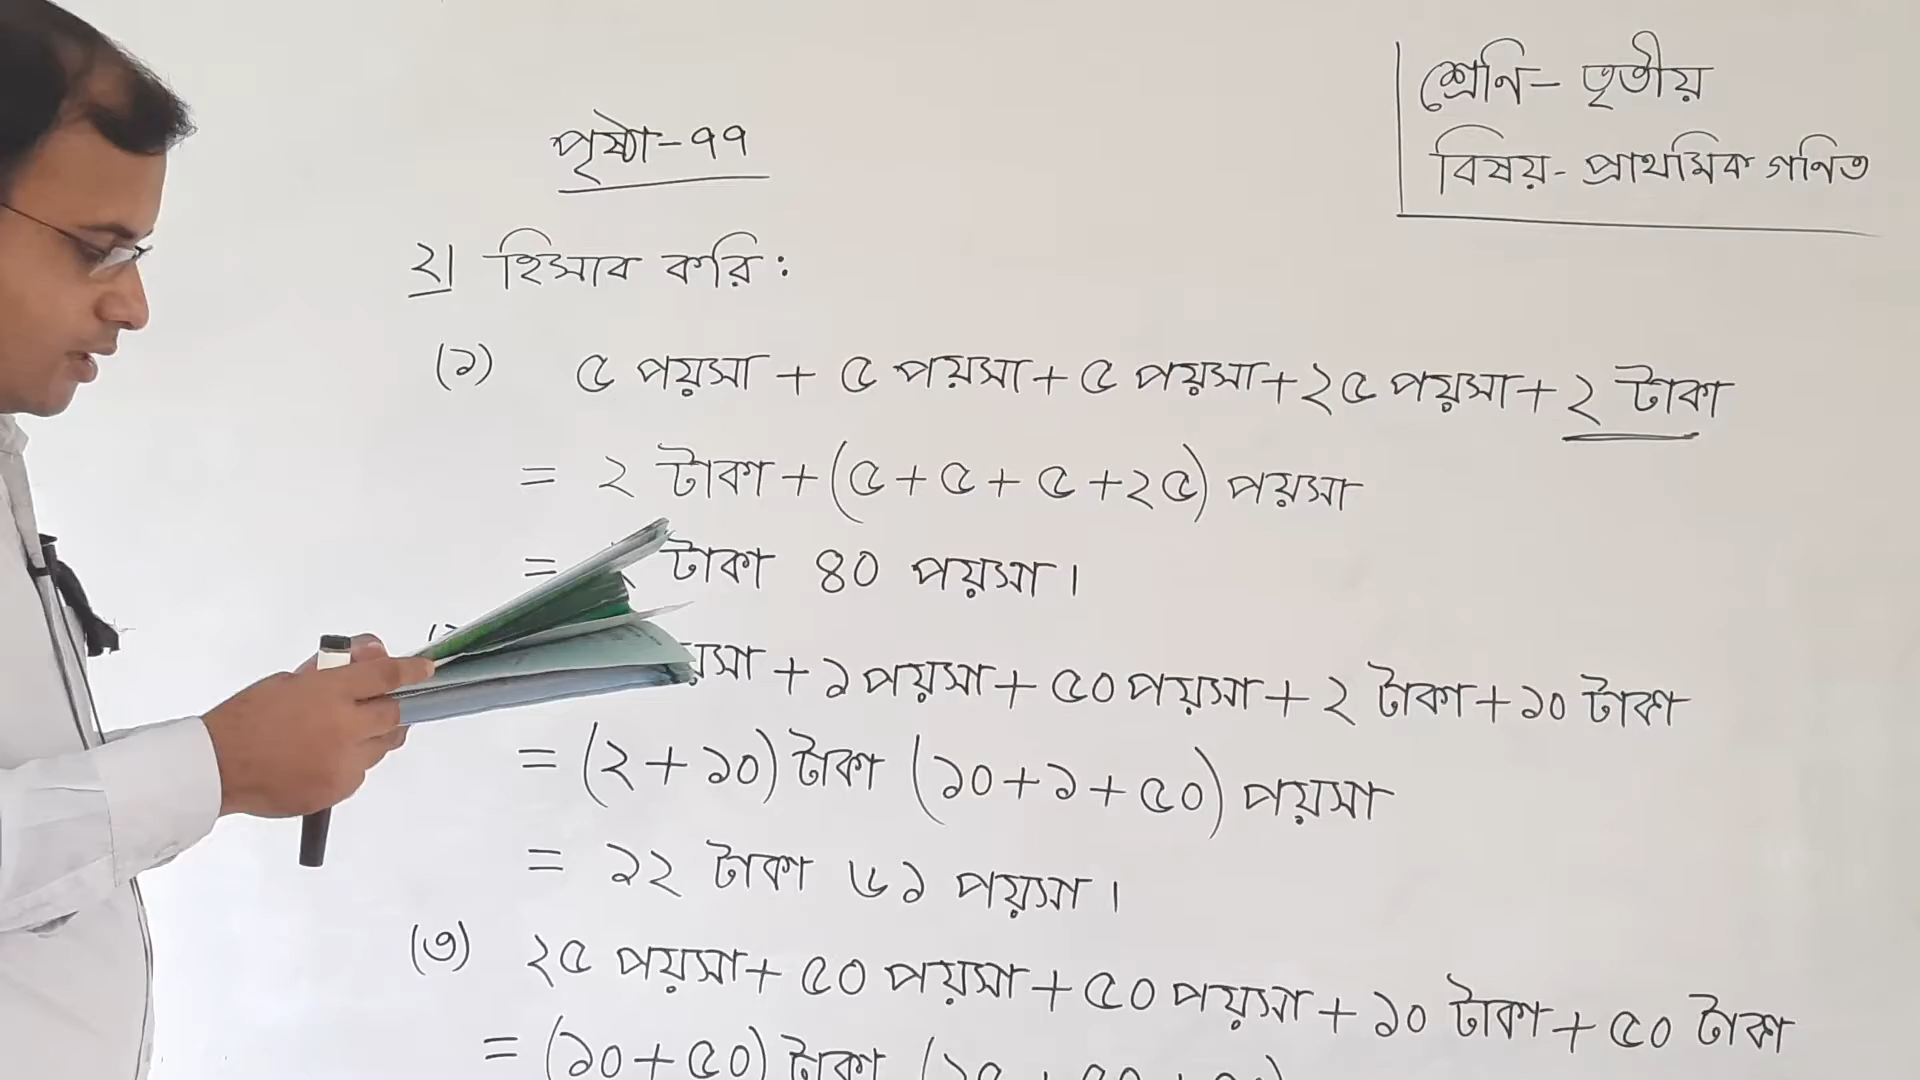 শ্রেণি- তৃতীয়
বিষয়- প্রাথমিক গনিত
পৃষ্ঠা-৭৭
২। হিসাব করি:
(১) ৫ পয়সা + ৫ পয়সা + ৫ পয়সা + ২৫ পয়সা + ২ টাকা
= ২ টাকা + (৫ + ৫ + ৫ + ২৫) পয়সা
= টাকা ৪০ পয়সা।
+ ১ পয়সা + ৫০ পয়সা + ২ টাকা + ১০ টাকা
= (২ + ১০) টাকা (১০ + ১ + ৫০) পয়সা
= ১২ টাকা ৬১ পয়সা।
(৩) ২৫ পয়সা + ৫০ পয়সা + ৫০ পয়সা + ১০ টাকা + ৫০ টাকা
= (১০ + ৫০) টাকা